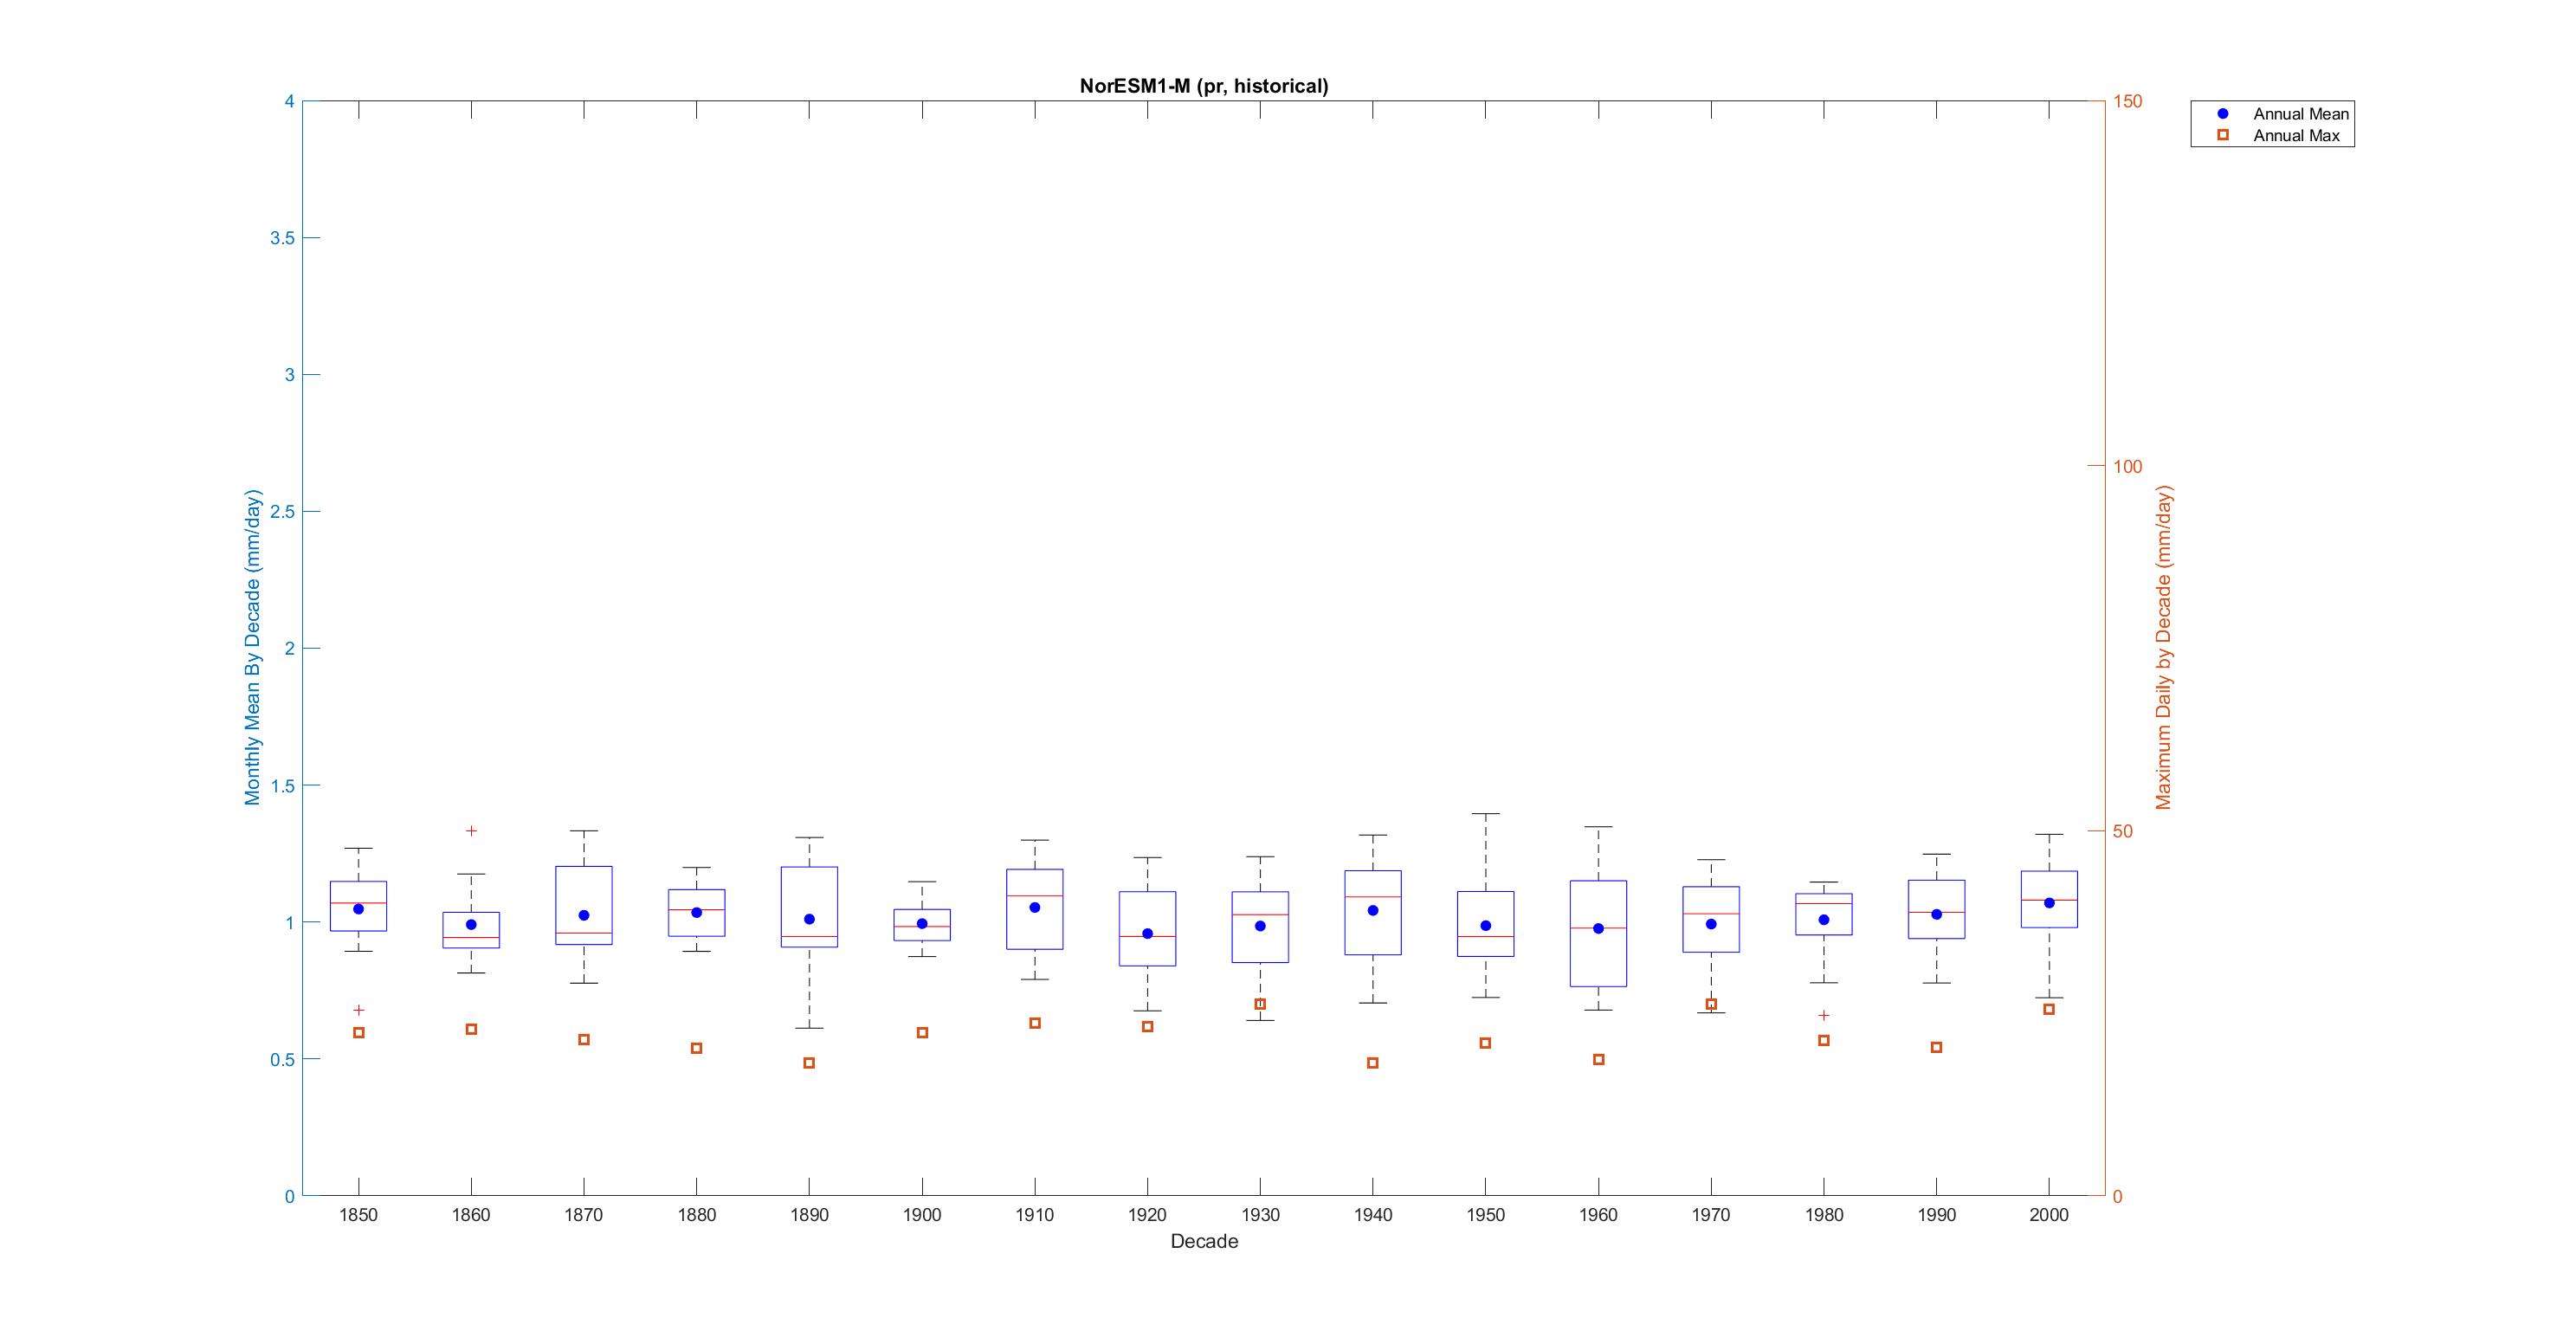 NorESM1-M (pr, historical)
Annual Mean
Annual Max
Monthly Mean By Decade (mm/day)
4
3.5
3
2.5
2
1.5
1
0.5
0
Maximum Daily by Decade (mm/day)
150
100
50
0
1850 1860 1870 1880 1890 1900 1910 1920 1930 1940 1950 1960 1970 1980 1990 2000
Decade